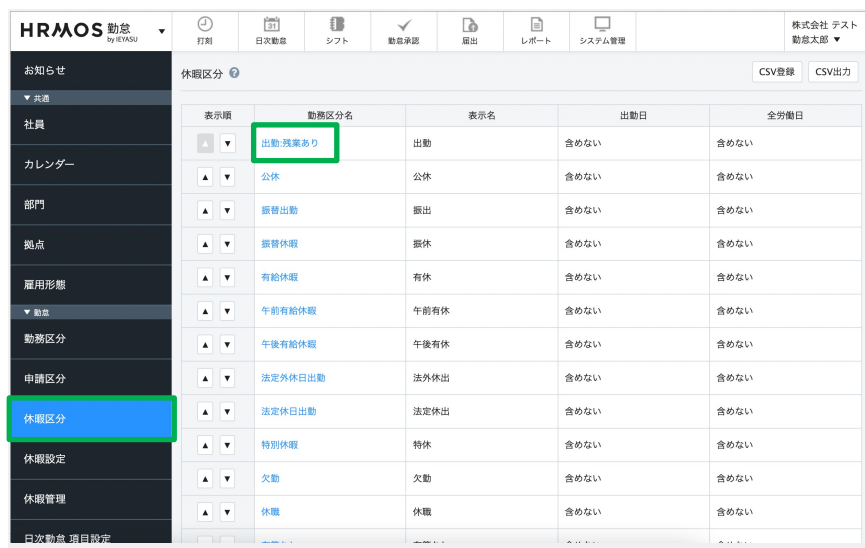 HRMOS 勤怠 ▼
by IEYASU
打刻
31
日次勤怠
シフト
勤怠承認
届出
レポート
システム管理
株式会社 テスト
勤怠太郎 ▼
お知らせ
▼ 共通
社員
カレンダー
部門
拠点
雇用形態
▼ 勤怠
勤務区分
申請区分
休暇区分
休暇設定
休暇管理
日次勤怠 項目設定
休暇区分 ?
CSV登録 CSV出力
表示順 勤務区分名 表示名 出勤日 全労働日
▲ ▼ 出勤:残業あり 出勤 含めない 含めない
▲ ▼ 公休 公休 含めない 含めない
▲ ▼ 振替出勤 振出 含めない 含めない
▲ ▼ 振替休暇 振休 含めない 含めない
▲ ▼ 有給休暇 有休 含めない 含めない
▲ ▼ 午前有給休暇 午前有休 含めない 含めない
▲ ▼ 午後有給休暇 午後有休 含めない 含めない
▲ ▼ 法定外休日出勤 法外休出 含めない 含めない
▲ ▼ 法定休日出勤 法定休出 含めない 含めない
▲ ▼ 特別休暇 特休 含めない 含めない
▲ ▼ 欠勤 欠勤 含めない 含めない
▲ ▼ 休職 休職 含めない 含めない